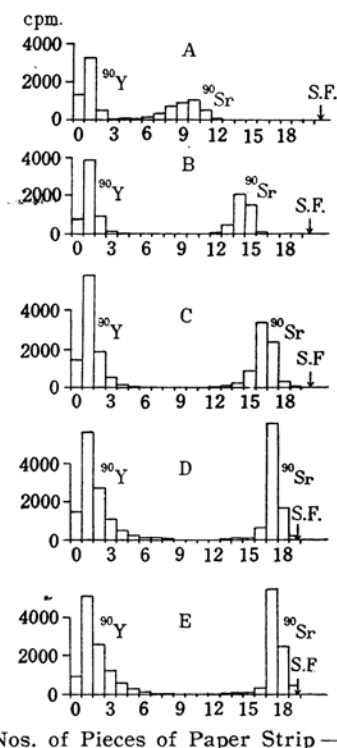 cpm.
4000
2000
0
A
⁹⁰Y
⁹⁰Sr
S.F.
0 3 6 9 12 15 18
4000
2000
0
B
⁹⁰Y
⁹⁰Sr
S.F.
0 3 6 9 12 15 18
4000
2000
0
C
⁹⁰Y
⁹⁰Sr
S.F
0 3 6 9 12 15 18
4000
2000
0
D
⁹⁰Y
⁹⁰Sr
S.F.
0 3 6 9 12 15 18
4000
2000
0
E
⁹⁰Y
⁹⁰Sr
S.F
0 3 6 9 12 15 18
Nos. of Pieces of Paper Strip—